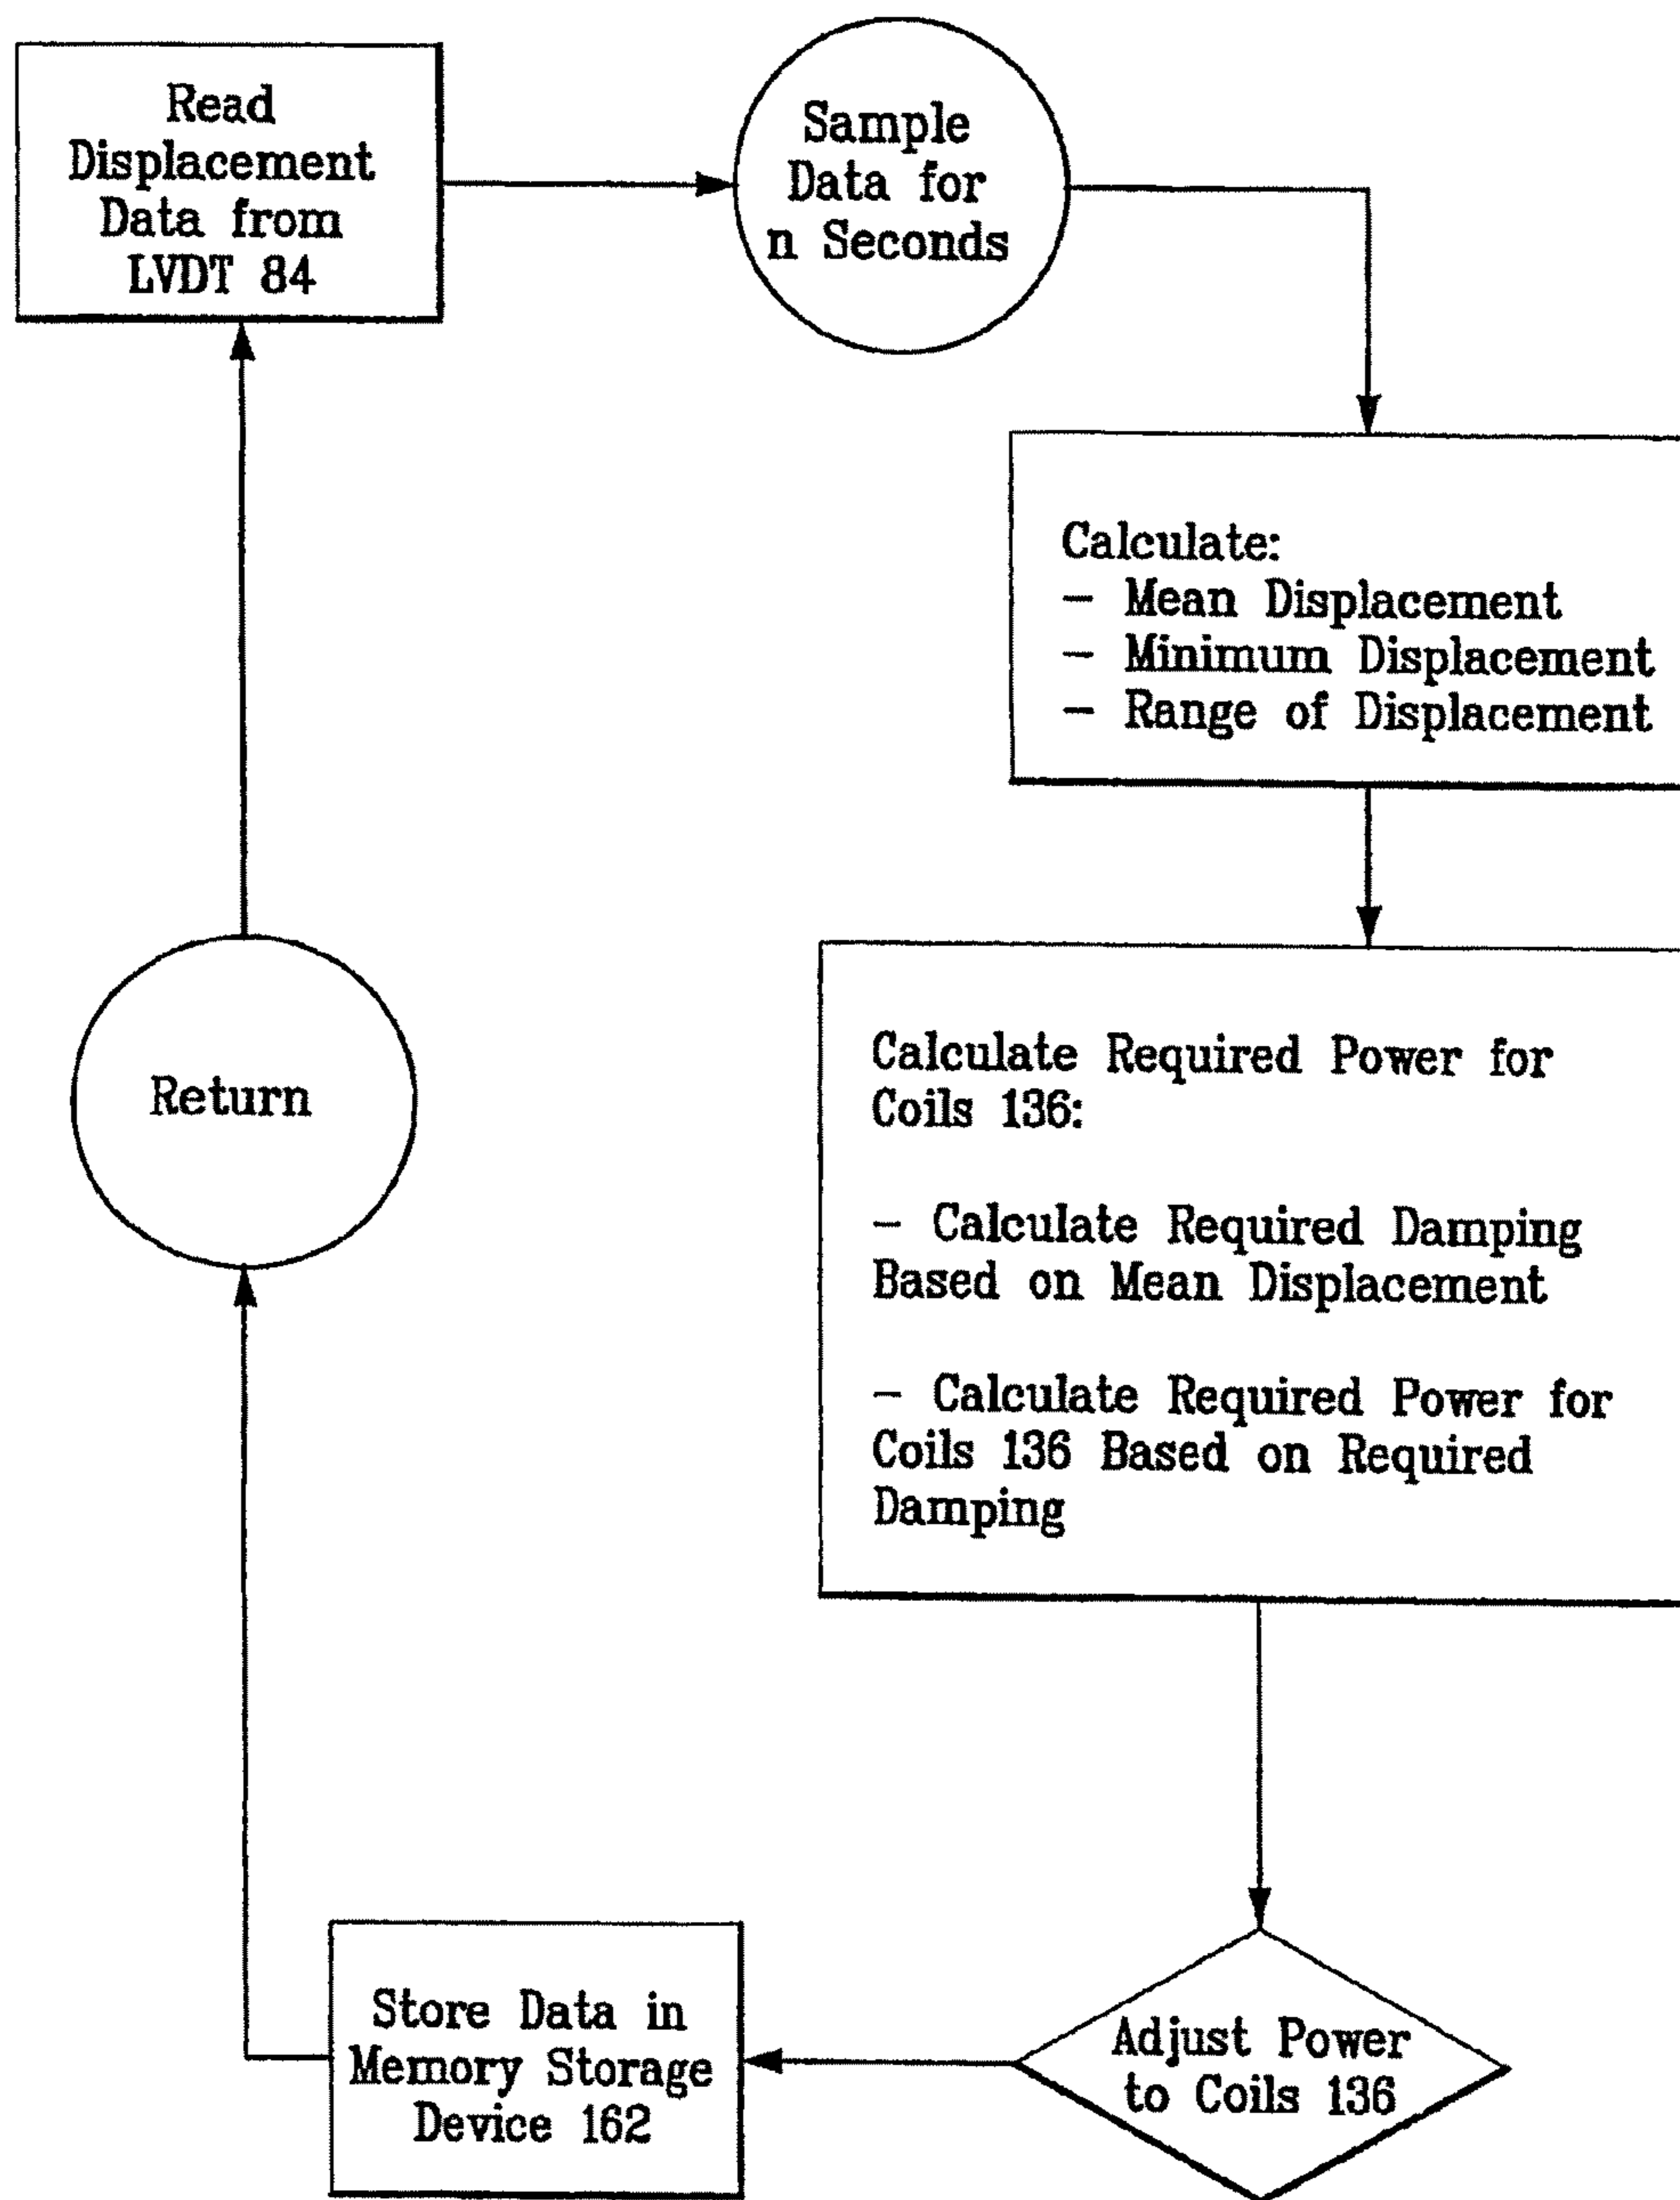 Read
Displacement
Data from
LVDT 84
Sample
Data for
n Seconds
Calculate:
- Mean Displacement
- Minimum Displacement
- Range of Displacement
Calculate Required Power for
Coils 136:
- Calculate Required Damping
Based on Mean Displacement
- Calculate Required Power for
Coils 136 Based on Required
Damping
Adjust Power
to Coils 136
Store Data in
Memory Storage
Device 162
Return